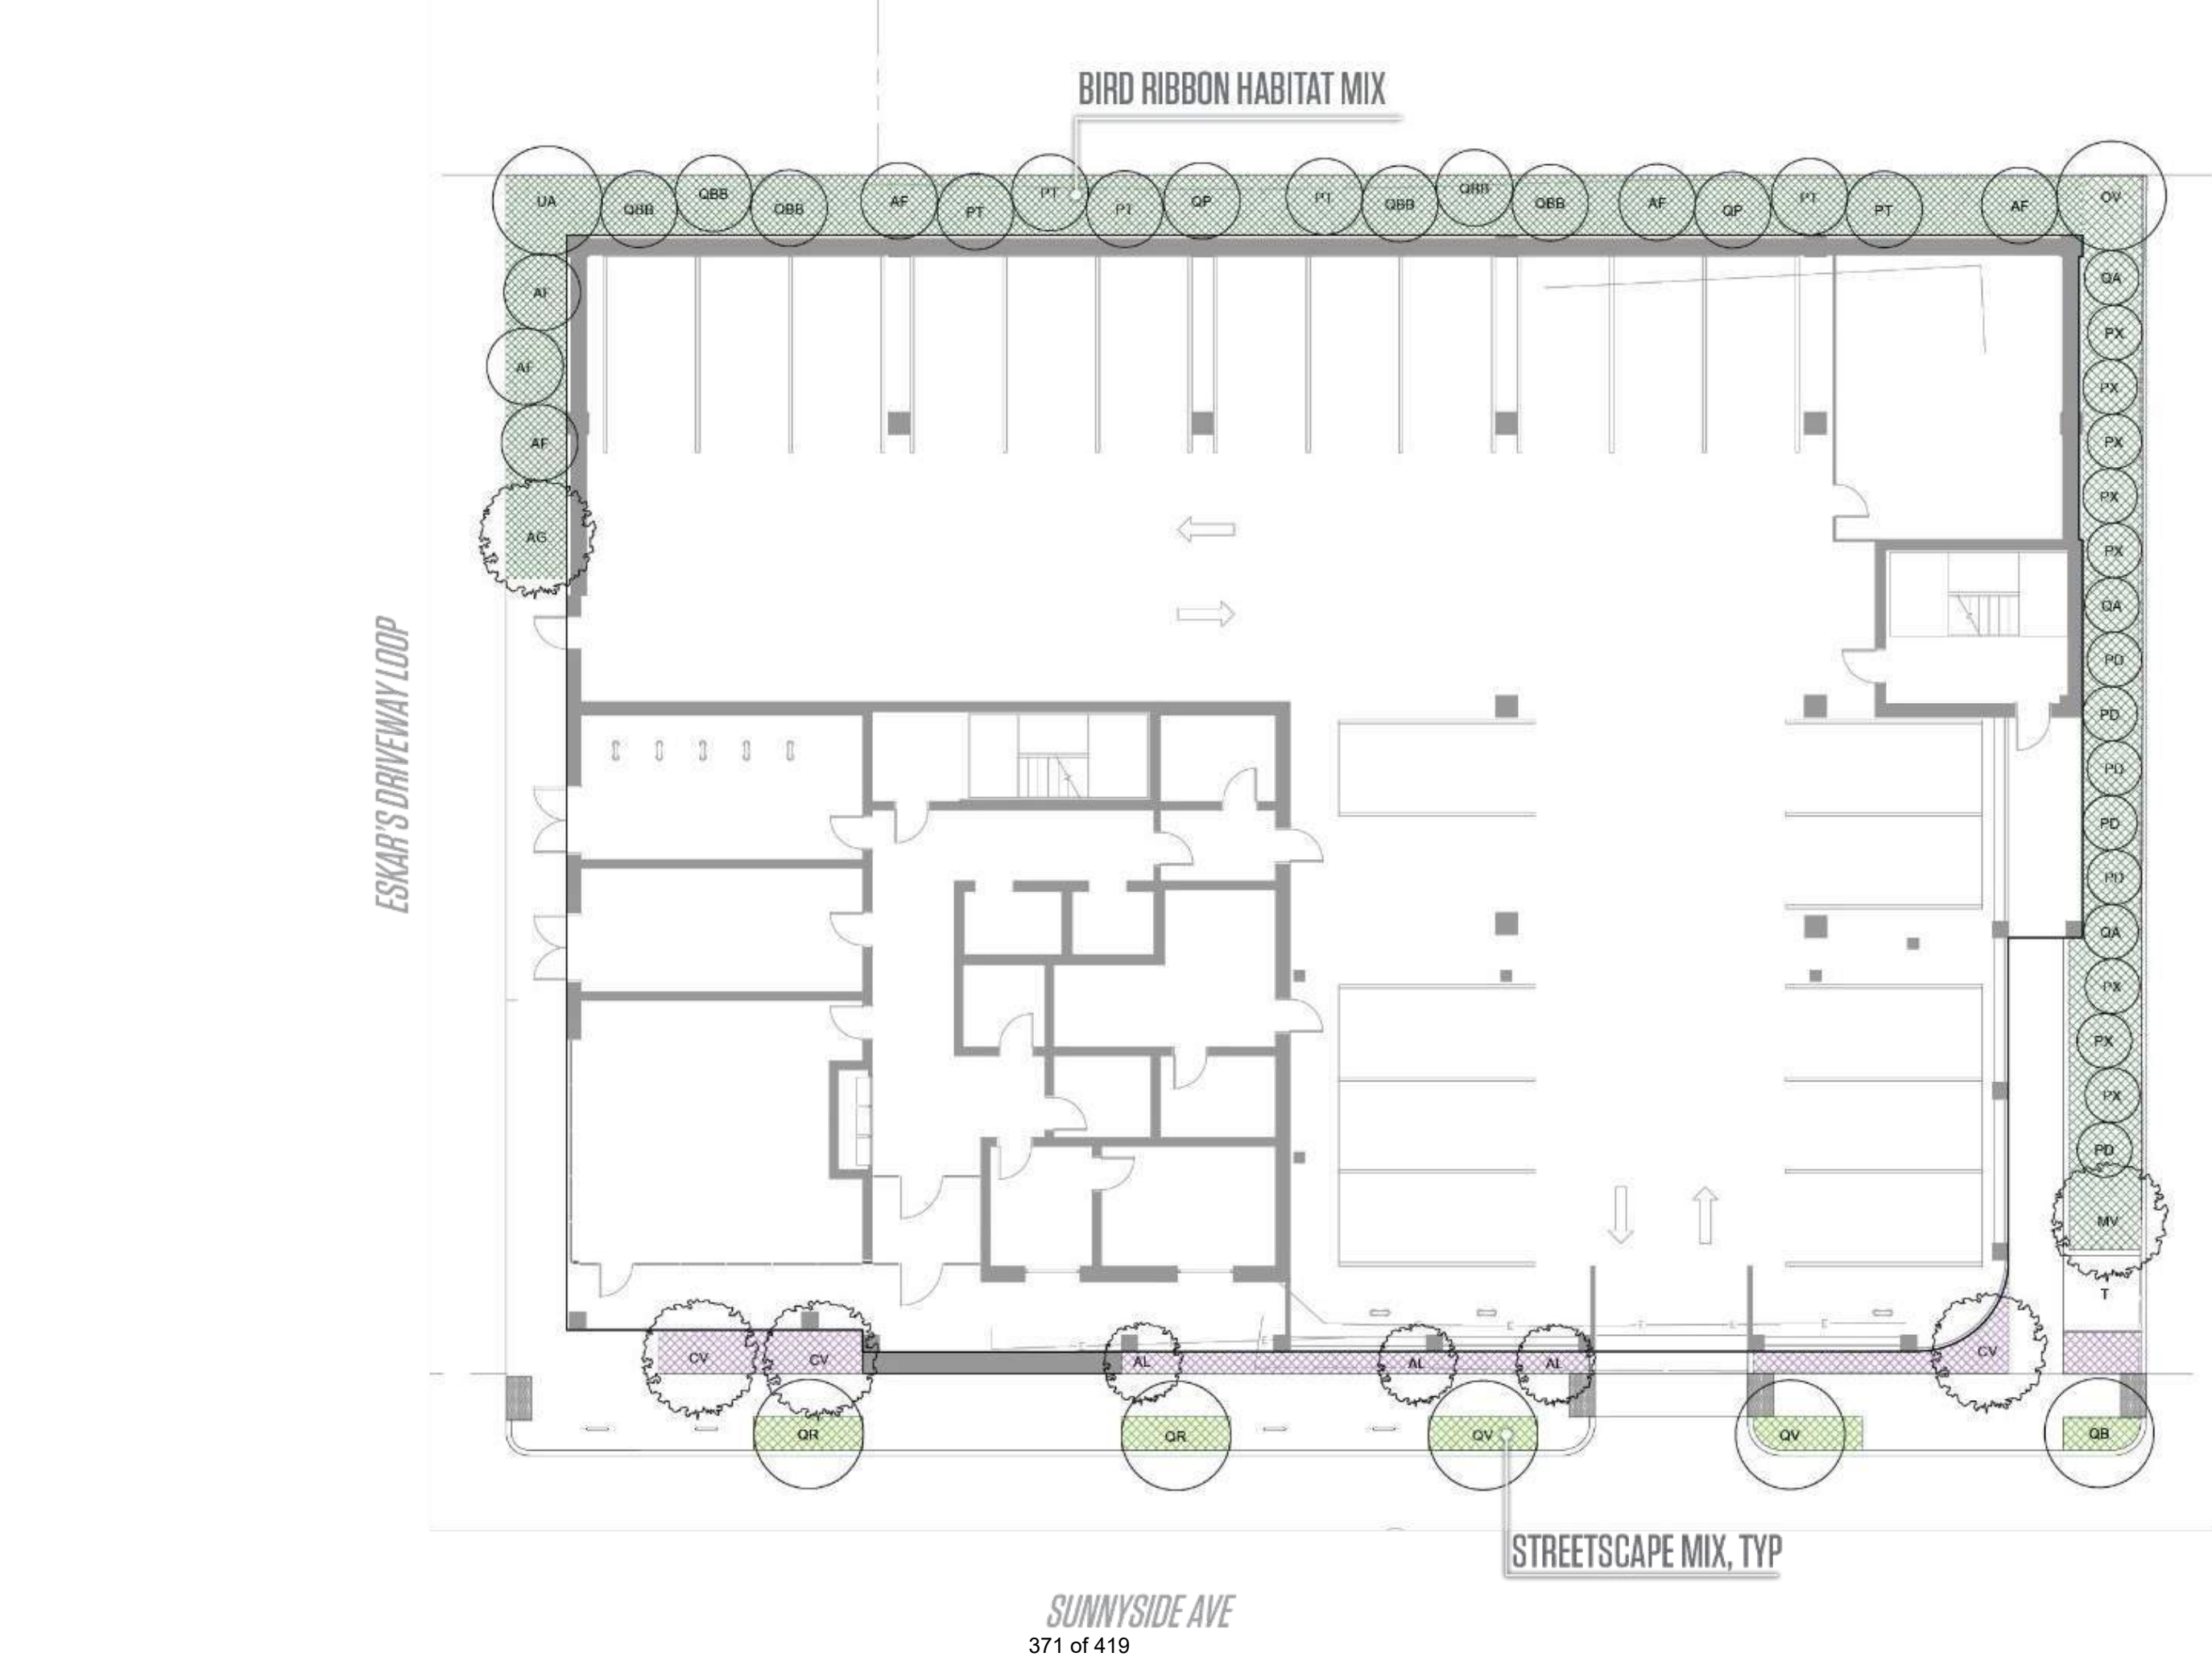 BIRD RIBBON HABITAT MIX
UA
QBB
QBB
QBB
AF
PT
PT
PT
QP
PT
QBB
QBB
QBB
AF
QP
PT
PT
AF
OV
AF
AF
AF
AG
QA
PX
PX
PX
PX
PX
QA
PD
PD
PD
PD
PD
QA
PX
PX
PX
PD
MV
T
ESKAR'S DRIVEWAY LOOP
E
E
E
E
E
CV
CV
AL
AL
AL
CV
QR
QR
QV
QV
QB
STREETSCAPE MIX, TYP
SUNNYSIDE AVE
371 of 419